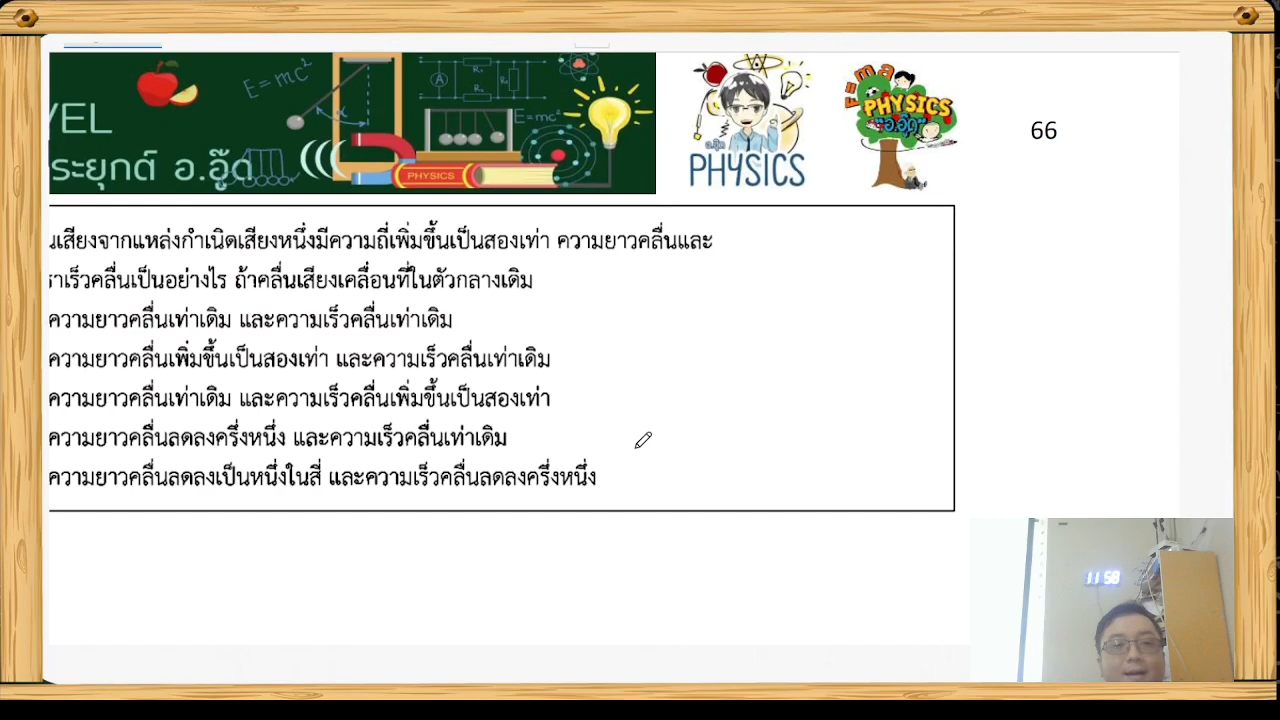 VEL
E=mc²
A
R₁
R₂
E=mc²
PHYSICS
ระยุกต์ อ.อู๊ด
อ.อู๊ด
PHYSICS
F=ma
PHYSICS
"อ.อู๊ด"
66
นเสียงจากแหล่งกำเนิดเสียงหนึ่งมีความถี่เพิ่มขึ้นเป็นสองเท่า ความยาวคลื่นและ
ราเร็วคลื่นเป็นอย่างไร ถ้าคลื่นเสียงเคลื่อนที่ในตัวกลางเดิม
ความยาวคลื่นเท่าเดิม และความเร็วคลื่นเท่าเดิม
ความยาวคลื่นเพิ่มขึ้นเป็นสองเท่า และความเร็วคลื่นเท่าเดิม
ความยาวคลื่นเท่าเดิม และความเร็วคลื่นเพิ่มขึ้นเป็นสองเท่า
ความยาวคลื่นลดลงครึ่งหนึ่ง และความเร็วคลื่นเท่าเดิม
ความยาวคลื่นลดลงเป็นหนึ่งในสี่ และความเร็วคลื่นลดลงครึ่งหนึ่ง
11:50